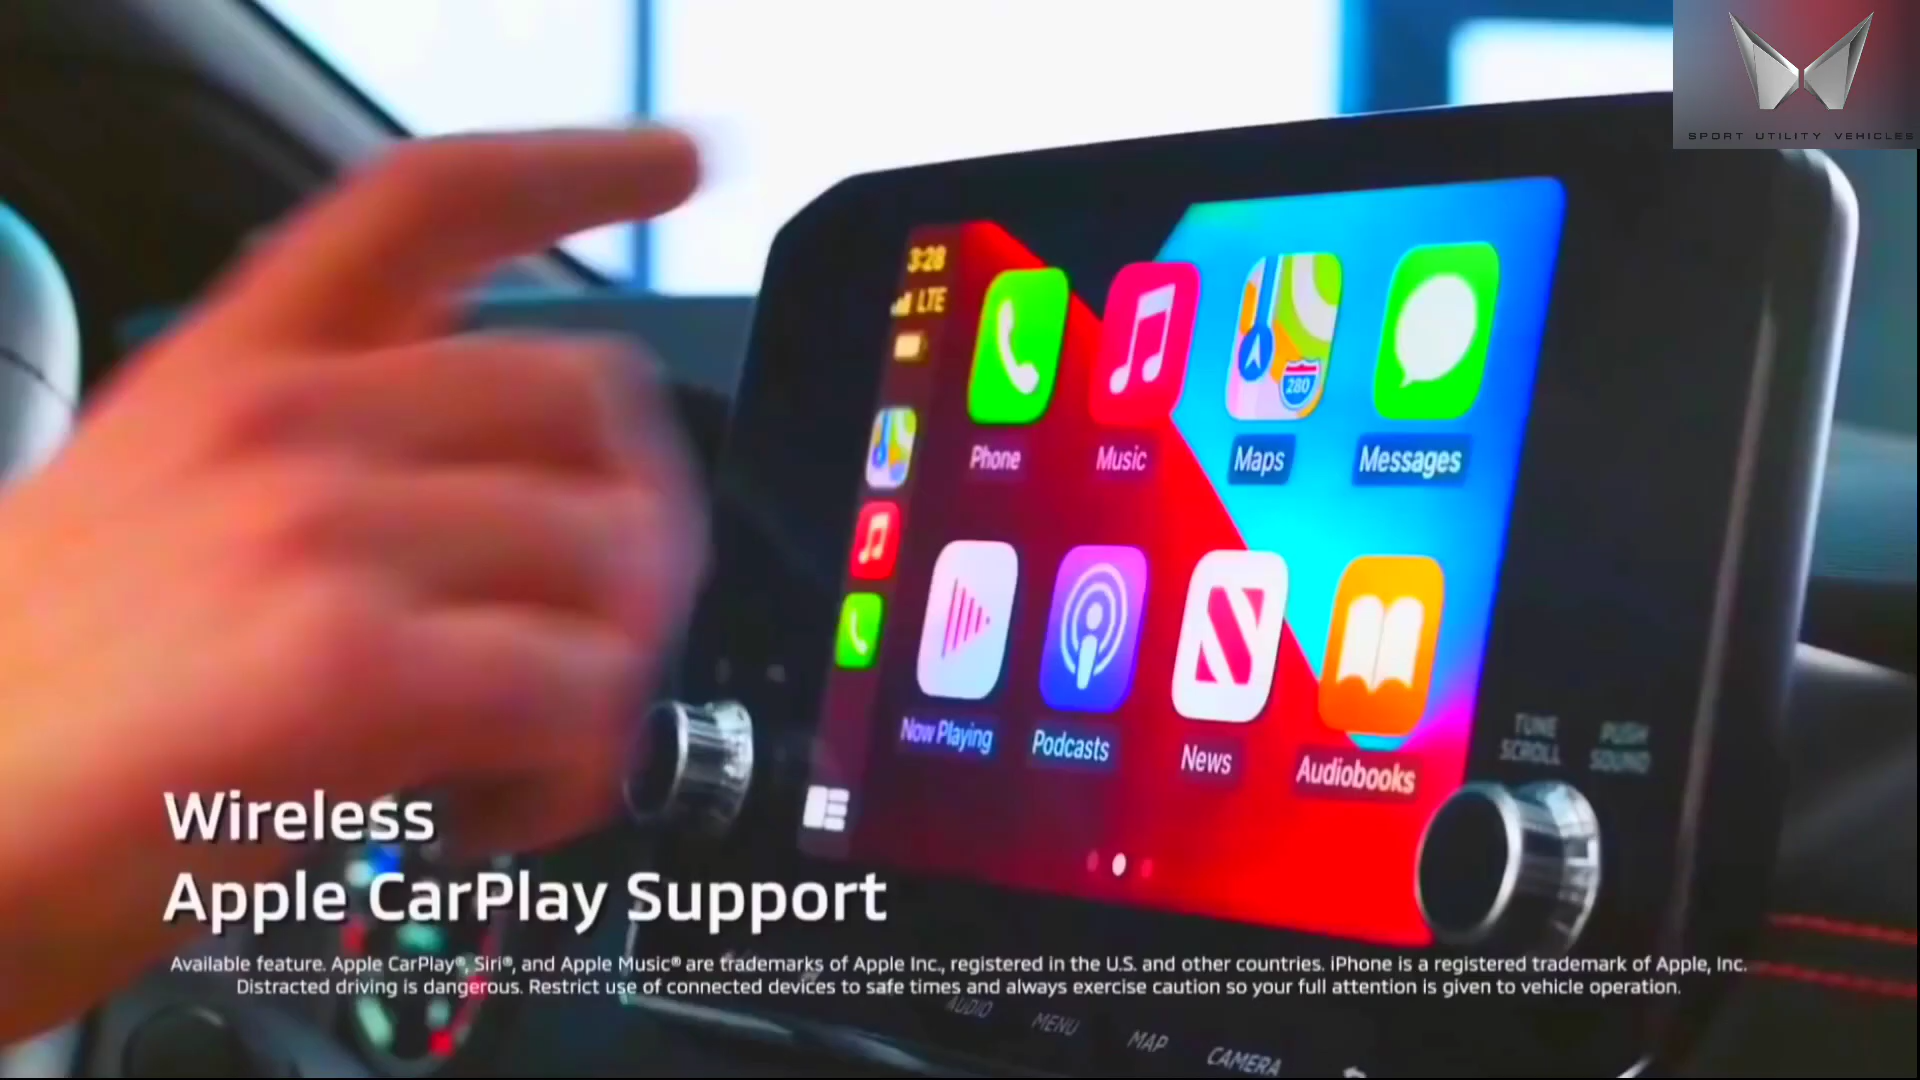 SPORT UTILITY VEHICLES
3:28
LTE
280
Phone Music Maps Messages
Now Playing Podcasts News Audiobooks
TUNE PUSH
SCROLL SOUND
Wireless
Apple CarPlay Support
Available feature. Apple CarPlay®, Siri®, and Apple Music® are trademarks of Apple Inc., registered in the U.S. and other countries. iPhone is a registered trademark of Apple, Inc.
Distracted driving is dangerous. Restrict use of connected devices to safe times and always exercise caution so your full attention is given to vehicle operation.
AUDIO MENU MAP CAMERA